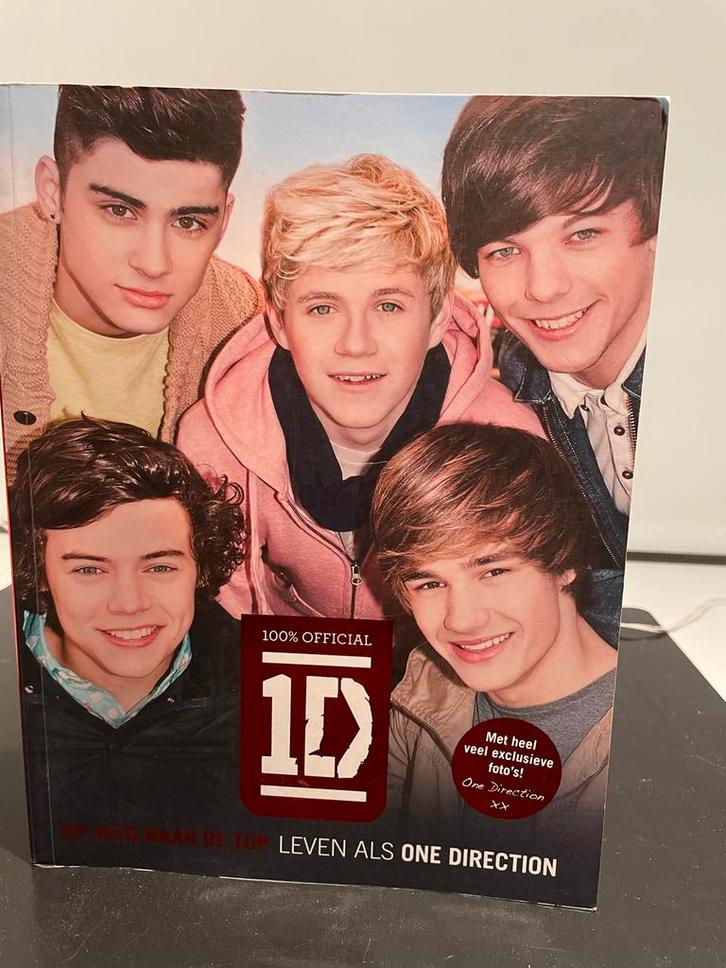 100% OFFICIAL
1D
Met heel
veel exclusieve
foto's!
One Direction
xx
OP WEG NAAR DE TOP LEVEN ALS ONE DIRECTION